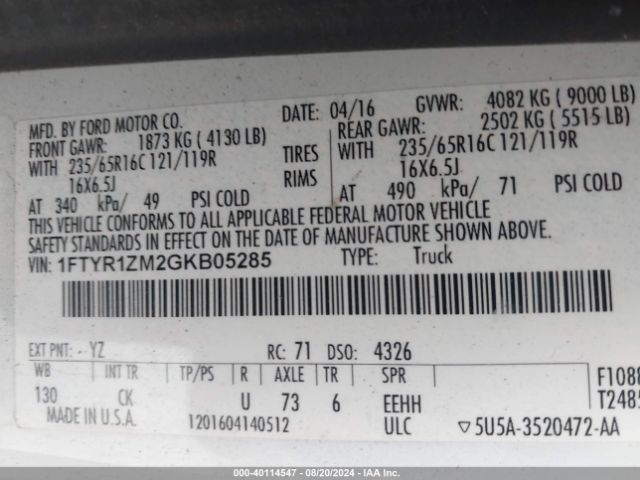 MFD. BY FORD MOTOR CO. DATE: 04/16 GVWR: 4082 KG ( 9000 LB)
FRONT GAWR: 1873 KG ( 4130 LB) REAR GAWR: 2502 KG ( 5515 LB)
WITH 235/65R16C 121/119R TIRES WITH 235/65R16C 121/119R
16X6.5J RIMS 16X6.5J
AT 340 kPa/ 49 PSI COLD AT 490 kPa/ 71 PSI COLD
THIS VEHICLE CONFORMS TO ALL APPLICABLE FEDERAL MOTOR VEHICLE
SAFETY STANDARDS IN EFFECT ON THE DATE OF MANUFACTURE SHOWN ABOVE.
VIN: 1FTYR1ZM2GKB05285 TYPE: Truck
EXT PNT: - YZ RC: 71 DSO: 4326
WB INT TR TP/PS R AXLE TR SPR F1088
130 CK U 73 6 EEHH T2485
MADE IN U.S.A. 1201604140512 ULC ▽5U5A-3520472-AA
000-40114547 - 08/20/2024 - IAA Inc.